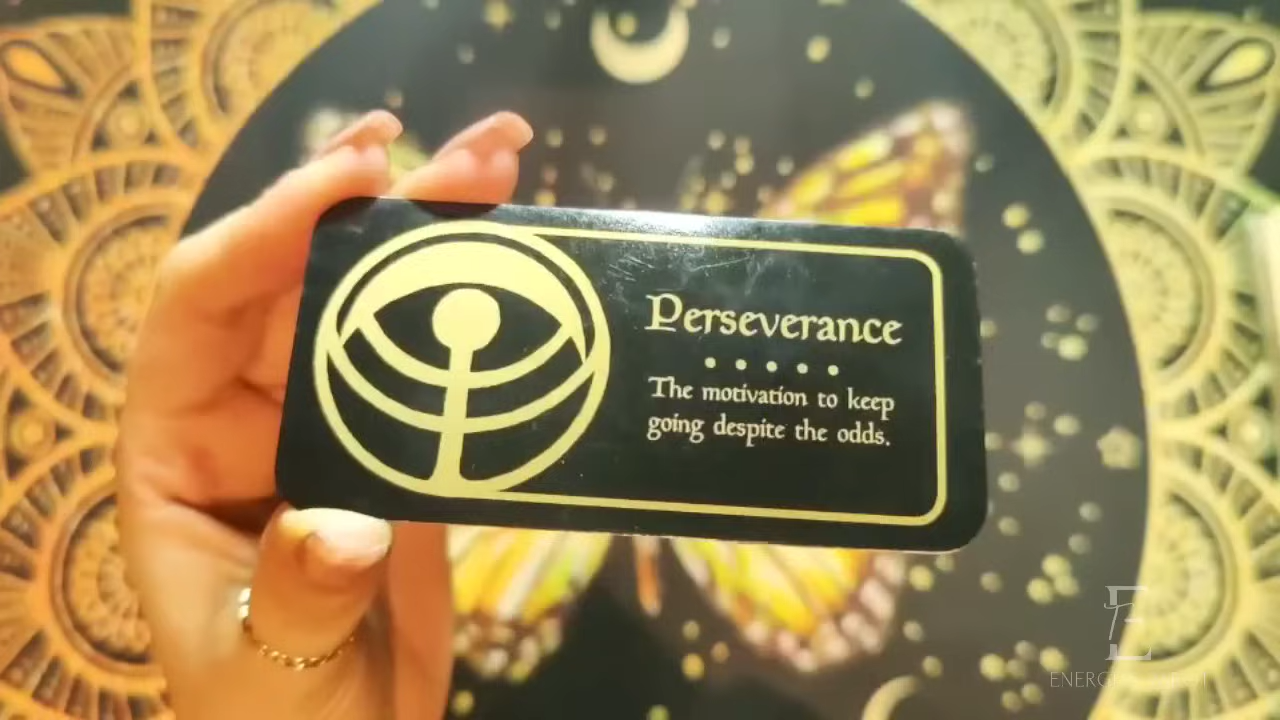 Perseverance
The motivation to keep
going despite the odds.
E